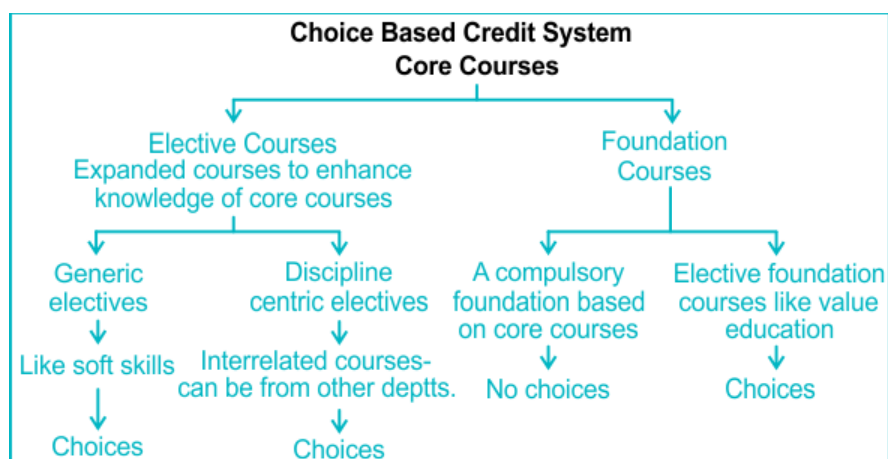 Choice Based Credit System
Core Courses
Elective Courses
Expanded courses to enhance
knowledge of core courses
Foundation
Courses
Generic
electives
Discipline
centric electives
A compulsory
foundation based
on core courses
Elective foundation
courses like value
education
Like soft skills
Interrelated courses-
can be from other deptts.
No choices
Choices
Choices
Choices